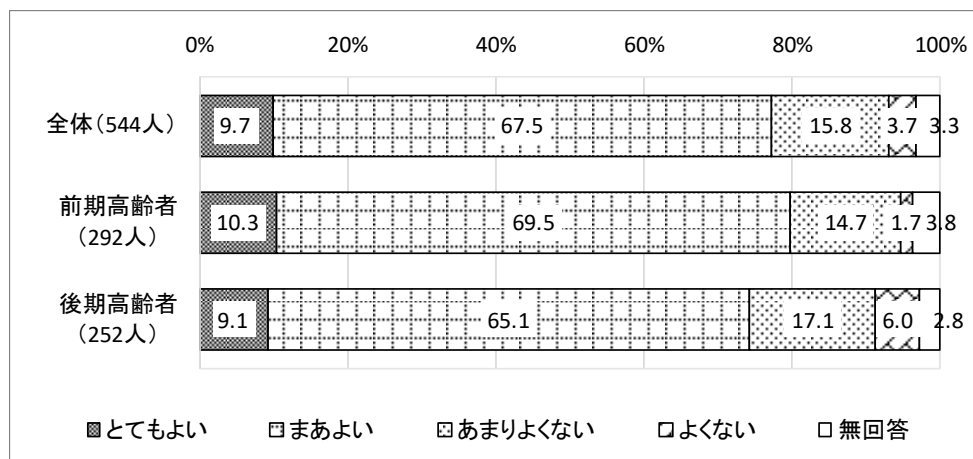 0% 20% 40% 60% 80% 100%
全体(544人) 9.7 67.5 15.8 3.7 3.3
前期高齢者
(292人)
10.3 69.5 14.7 1.7 3.8
後期高齢者
(252人)
9.1 65.1 17.1 6.0 2.8
とてもよい まあよい あまりよくない よくない 無回答